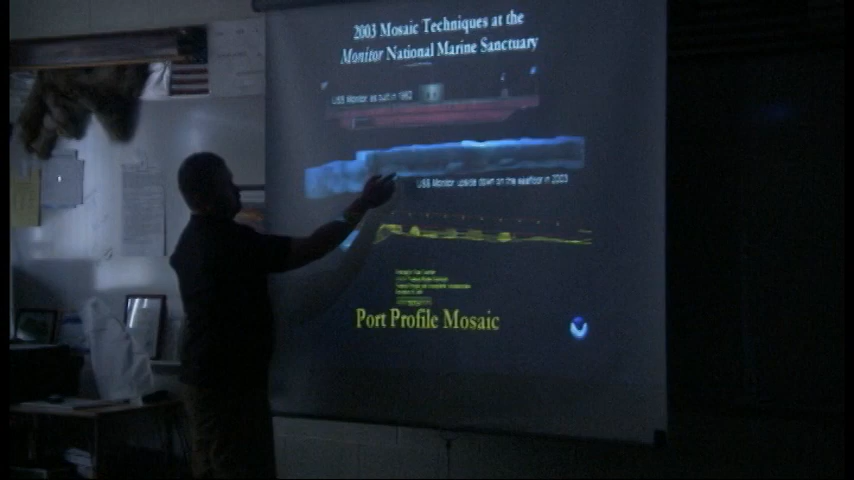 2003 Mosaic Techniques at the
Monitor National Marine Sanctuary
USS Monitor as built in 1862
USS Monitor upside down on the seafloor in 2003
Port Profile Mosaic